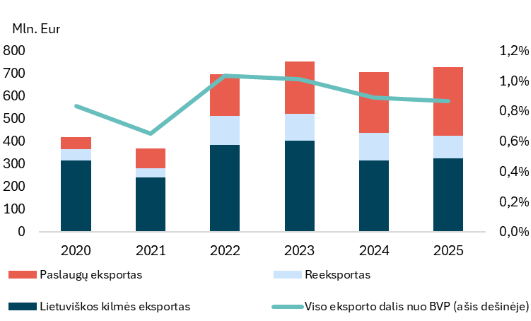 Mln. Eur
800 1,2%
700 1,0%
600 0,8%
500
400 0,6%
300 0,4%
200
100 0,2%
0 0,0%
2020 2021 2022 2023 2024 2025
Paslaugų eksportas Reeksportas
Lietuviškos kilmės eksportas Viso eksporto dalis nuo BVP (ašis dešinėje)